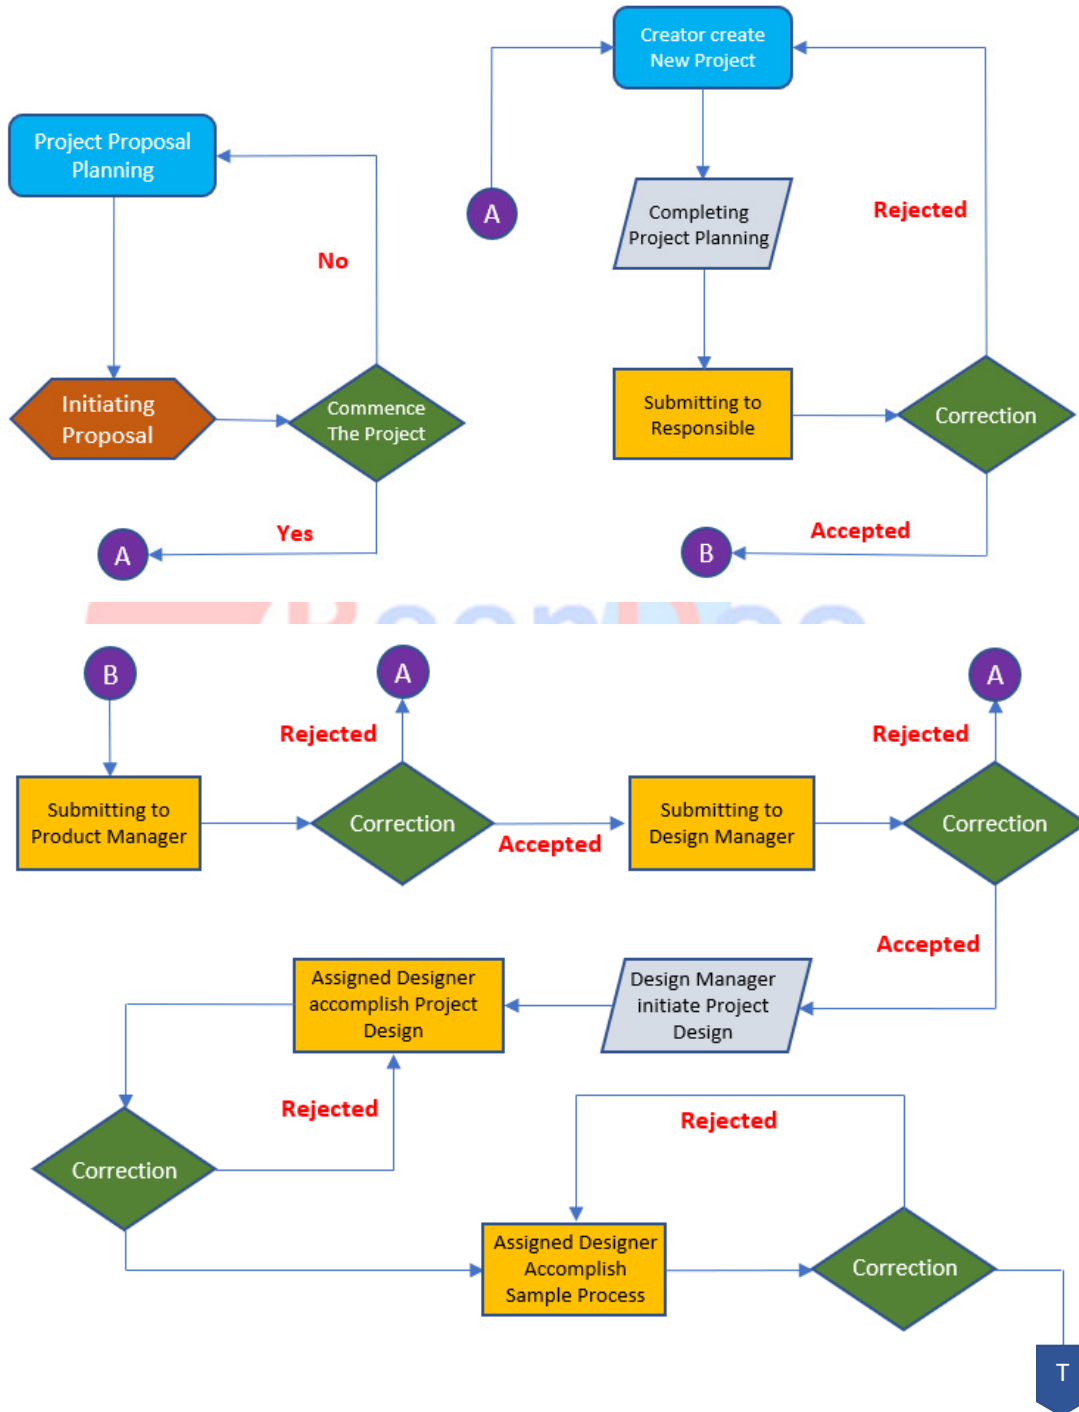 Project Proposal
Planning
No
Initiating
Proposal
Commence
The Project
Yes
A
Creator create
New Project
A
Completing
Project Planning
Rejected
Submitting to
Responsible
Correction
Accepted
B
B
A
A
Rejected
Rejected
Submitting to
Product Manager
Correction
Accepted
Submitting to
Design Manager
Correction
Accepted
Assigned Designer
accomplish Project
Design
Design Manager
initiate Project
Design
Rejected
Rejected
Correction
Assigned Designer
Accomplish
Sample Process
Correction
T